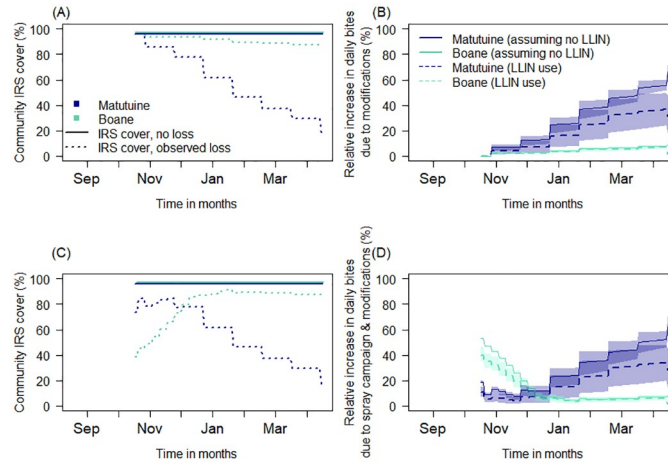 (A)
Community IRS cover (%)
100
80
60
40
20
0
Matutuine
Boane
IRS cover, no loss
IRS cover, observed loss
Sep
Nov
Jan
Mar
Time in months
(B)
Relative increase in daily bites
due to modifications (%)
100
80
60
40
20
0
Matutuine (assuming no LLIN)
Boane (assuming no LLIN)
Matutuine (LLIN use)
Boane (LLIN use)
Sep
Nov
Jan
Mar
Time in months
(C)
Community IRS cover (%)
100
80
60
40
20
0
Sep
Nov
Jan
Mar
Time in months
(D)
Relative increase in daily bites
due to spray campaign & modifications (%)
100
80
60
40
20
0
Sep
Nov
Jan
Mar
Time in months